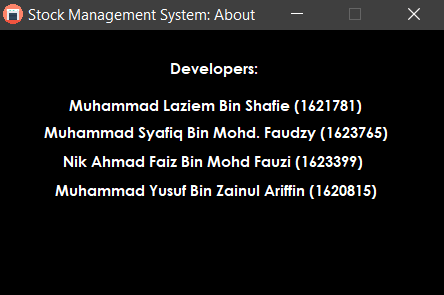 Stock Management System: About
Developers:
Muhammad Laziem Bin Shafie (1621781)
Muhammad Syafiq Bin Mohd. Faudzy (1623765)
Nik Ahmad Faiz Bin Mohd Fauzi (1623399)
Muhammad Yusuf Bin Zainul Ariffin (1620815)